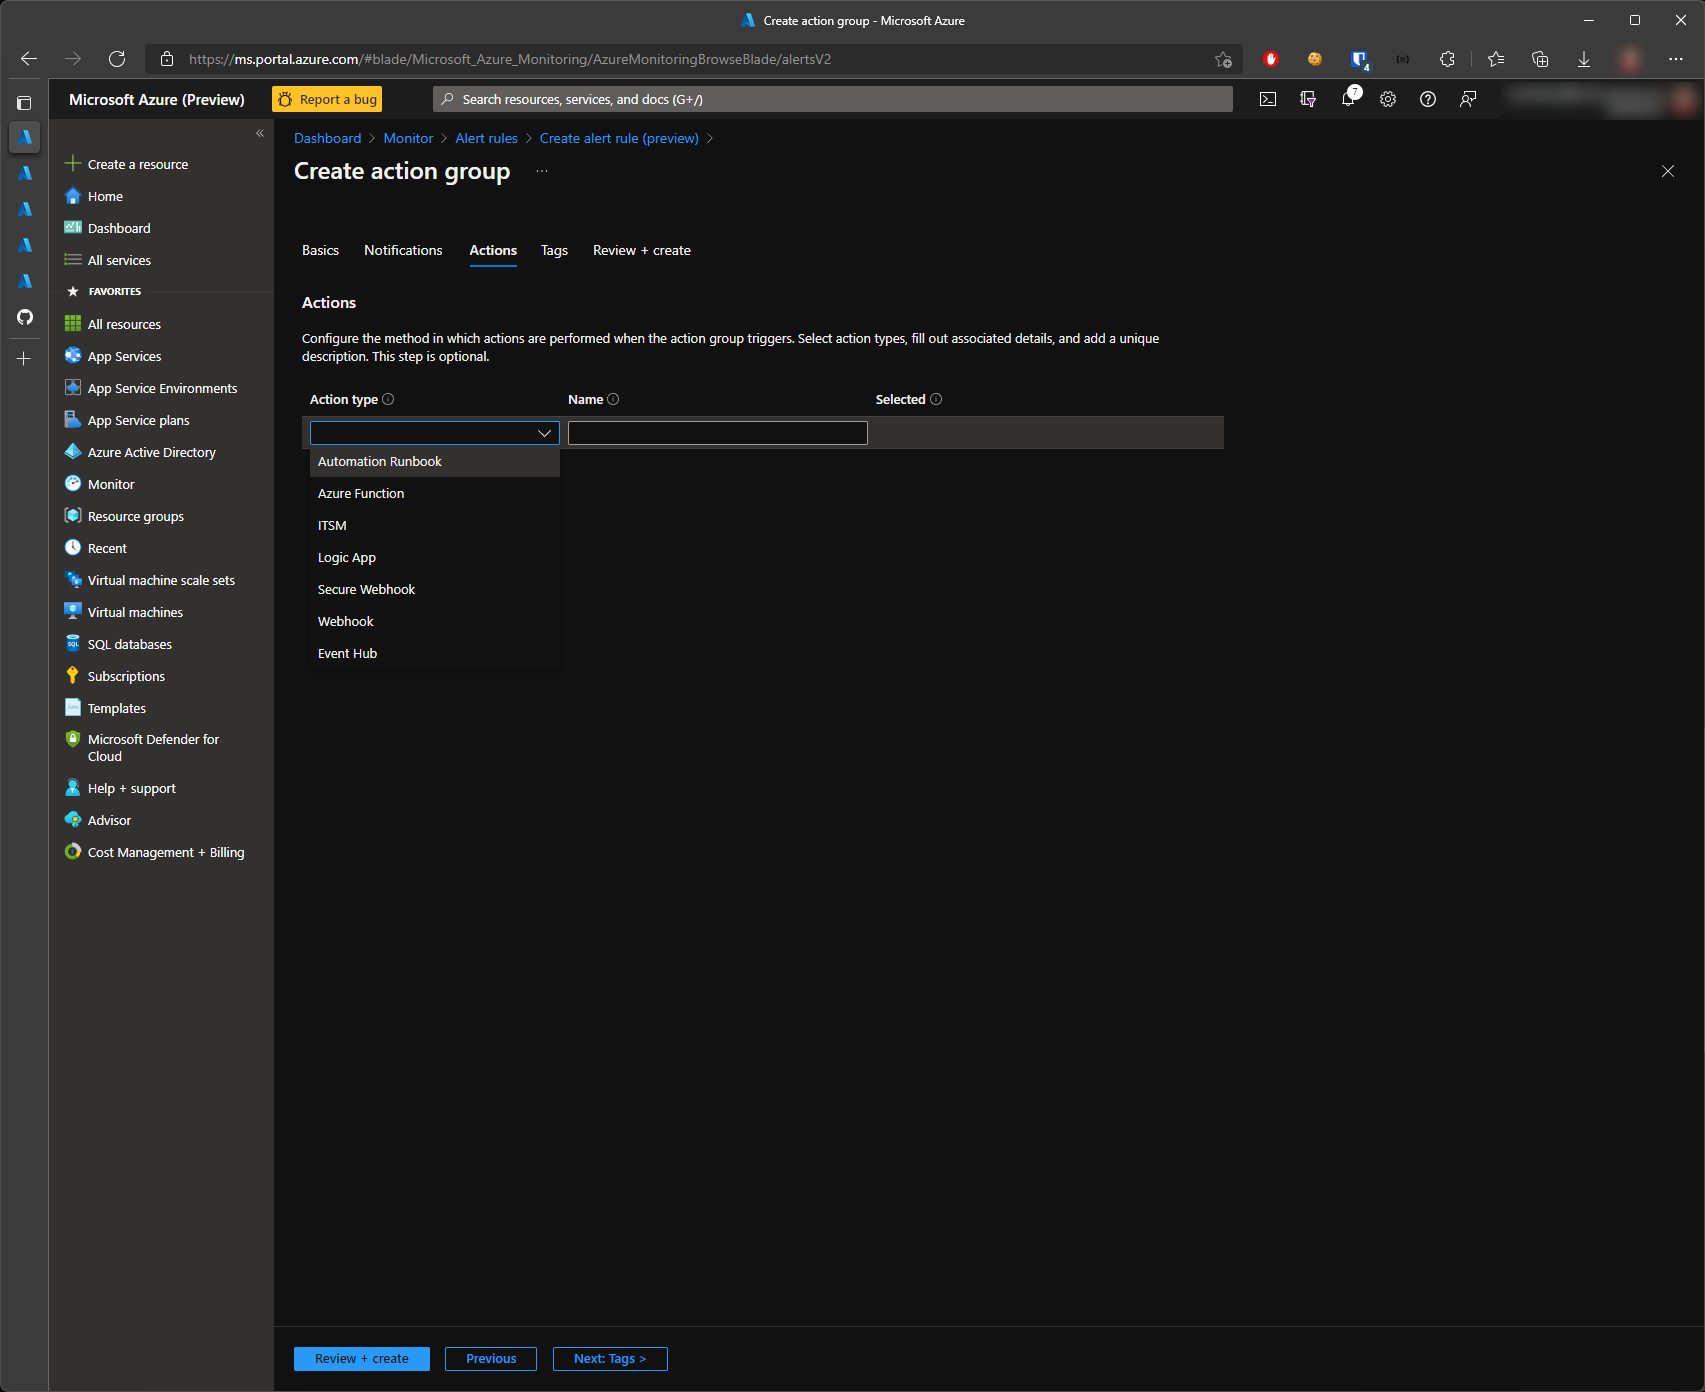 Create action group - Microsoft Azure
https://ms.portal.azure.com/#blade/Microsoft_Azure_Monitoring/AzureMonitoringBrowseBlade/alertsV2
4
Microsoft Azure (Preview)
Report a bug
Search resources, services, and docs (G+/)
7
Create a resource
Home
Dashboard
All services
FAVORITES
All resources
App Services
App Service Environments
App Service plans
Azure Active Directory
Monitor
Resource groups
Recent
Virtual machine scale sets
Virtual machines
SQL databases
Subscriptions
Templates
Microsoft Defender for
Cloud
Help + support
Advisor
Cost Management + Billing
Dashboard > Monitor > Alert rules > Create alert rule (preview) >
Create action group ...
Basics Notifications Actions Tags Review + create
Actions
Configure the method in which actions are performed when the action group triggers. Select action types, fill out associated details, and add a unique
description. This step is optional.
Action type Name Selected
Automation Runbook
Azure Function
ITSM
Logic App
Secure Webhook
Webhook
Event Hub
Review + create Previous Next: Tags >